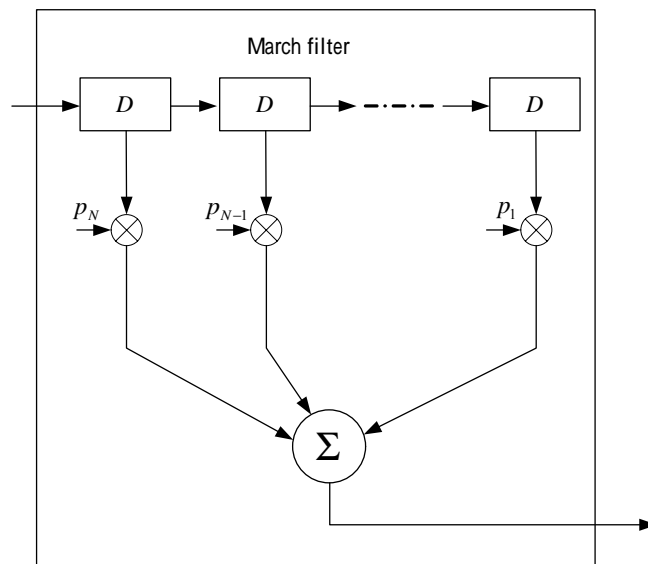 March filter
D D D
p_N p_{N-1} p_1
Σ